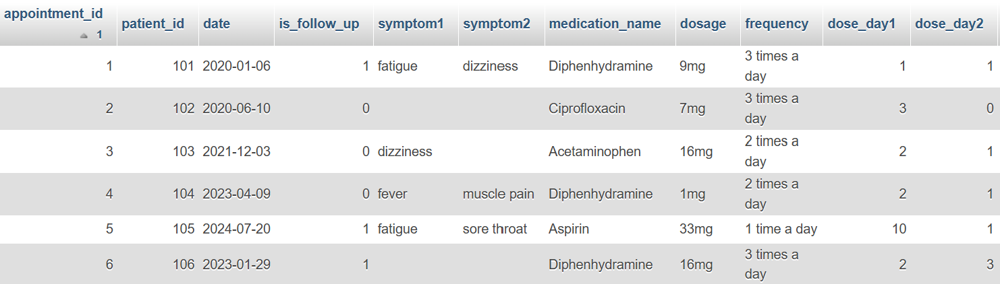 appointment_id 1 patient_id date is_follow_up symptom1 symptom2 medication_name dosage frequency dose_day1 dose_day2
1 101 2020-01-06 1 fatigue dizziness Diphenhydramine 9mg 3 times a day 1 1
2 102 2020-06-10 0 Ciprofloxacin 7mg 3 times a day 3 0
3 103 2021-12-03 0 dizziness Acetaminophen 16mg 2 times a day 2 1
4 104 2023-04-09 0 fever muscle pain Diphenhydramine 1mg 2 times a day 2 1
5 105 2024-07-20 1 fatigue sore throat Aspirin 33mg 1 time a day 10 1
6 106 2023-01-29 1 Diphenhydramine 16mg 3 times a day 2 3